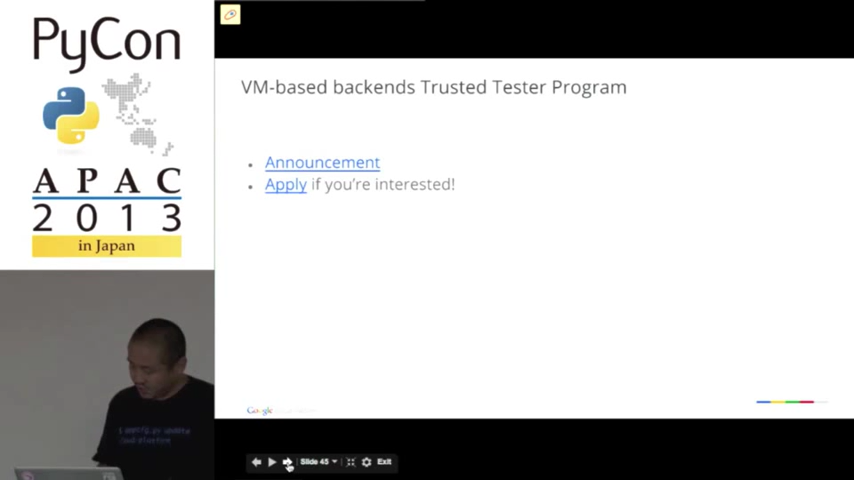 PyCon
APAC
2013
in Japan
VM-based backends Trusted Tester Program
Announcement
Apply if you're interested!
Google
Slide 45
Exit